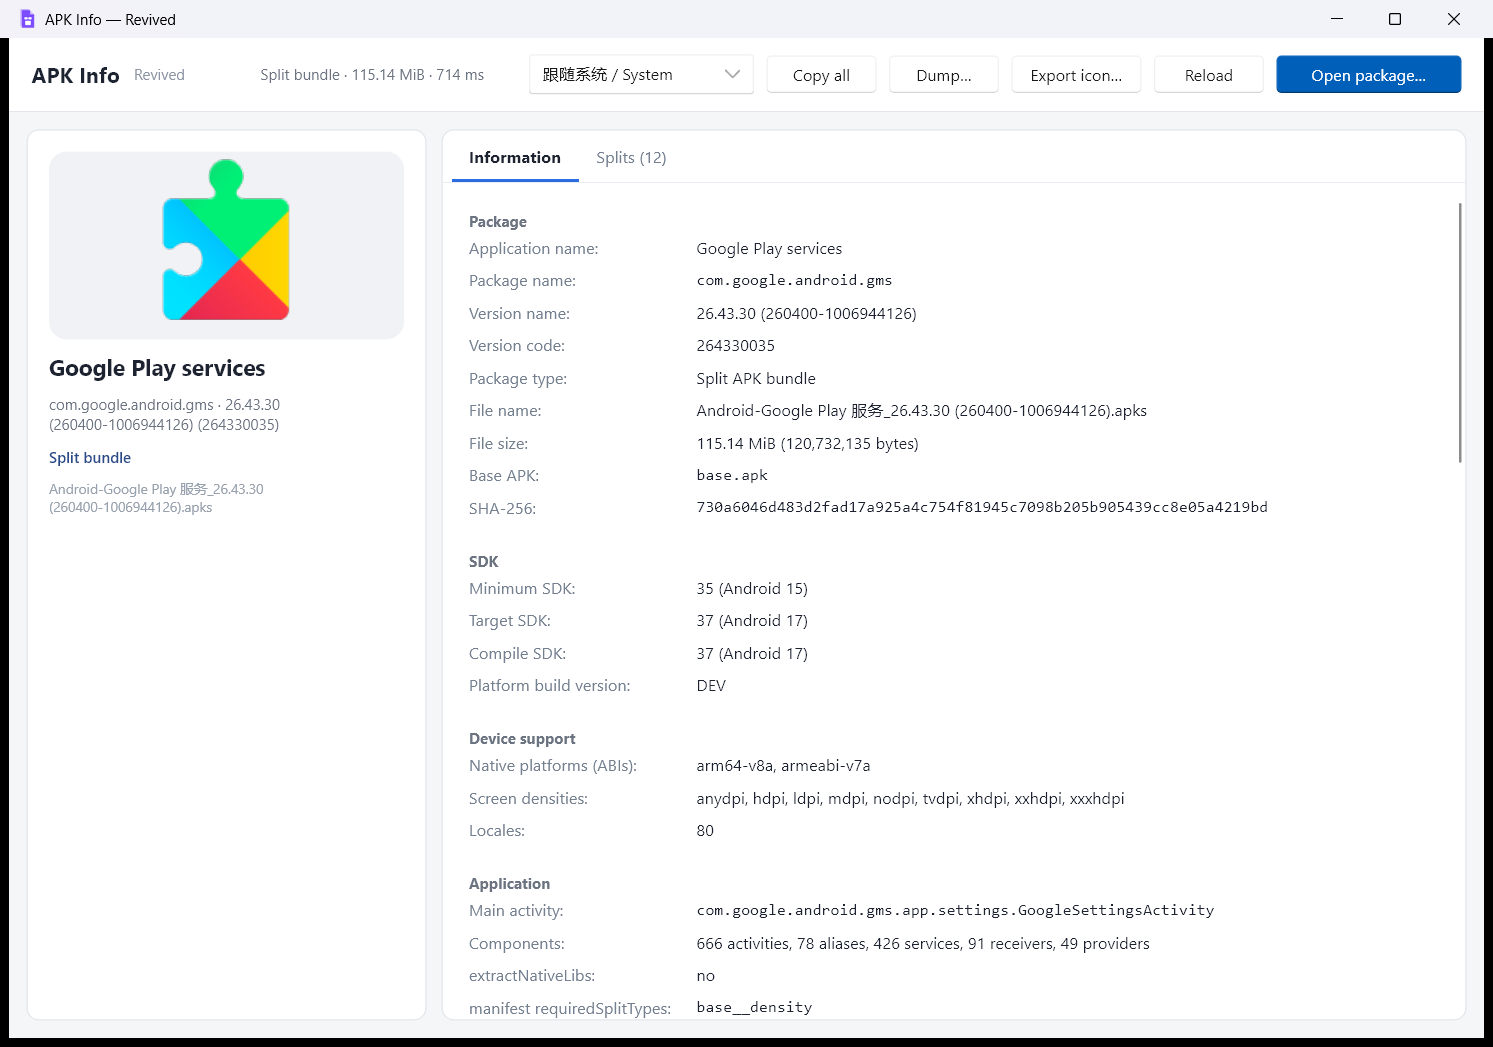 APK Info — Revived
APK Info Revived
Split bundle · 115.14 MiB · 714 ms
跟随系统 / System
Copy all
Dump...
Export icon...
Reload
Open package...
Google Play services
com.google.android.gms · 26.43.30
(260400-1006944126) (264330035)
Split bundle
Android-Google Play 服务_26.43.30
(260400-1006944126).apks
Information
Splits (12)
Package
Application name: Google Play services
Package name: com.google.android.gms
Version name: 26.43.30 (260400-1006944126)
Version code: 264330035
Package type: Split APK bundle
File name: Android-Google Play 服务_26.43.30 (260400-1006944126).apks
File size: 115.14 MiB (120,732,135 bytes)
Base APK: base.apk
SHA-256: 730a6046d483d2fad17a925a4c754f81945c7098b205b905439cc8e05a4219bd
SDK
Minimum SDK: 35 (Android 15)
Target SDK: 37 (Android 17)
Compile SDK: 37 (Android 17)
Platform build version: DEV
Device support
Native platforms (ABIs): arm64-v8a, armeabi-v7a
Screen densities: anydpi, hdpi, ldpi, mdpi, nodpi, tvdpi, xhdpi, xxhdpi, xxxhdpi
Locales: 80
Application
Main activity: com.google.android.gms.app.settings.GoogleSettingsActivity
Components: 666 activities, 78 aliases, 426 services, 91 receivers, 49 providers
extractNativeLibs: no
manifest requiredSplitTypes: base__density